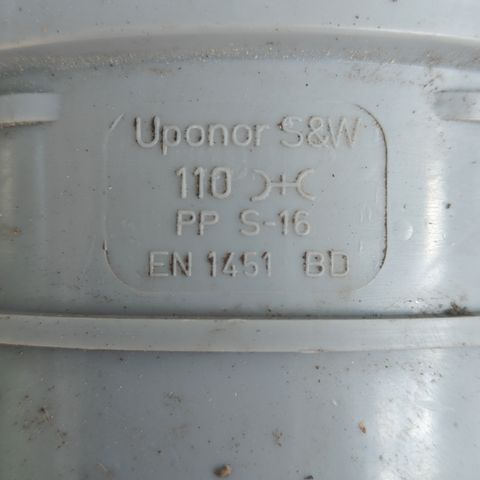 Uponor S&W
110
PP S-16
EN 1451 BD